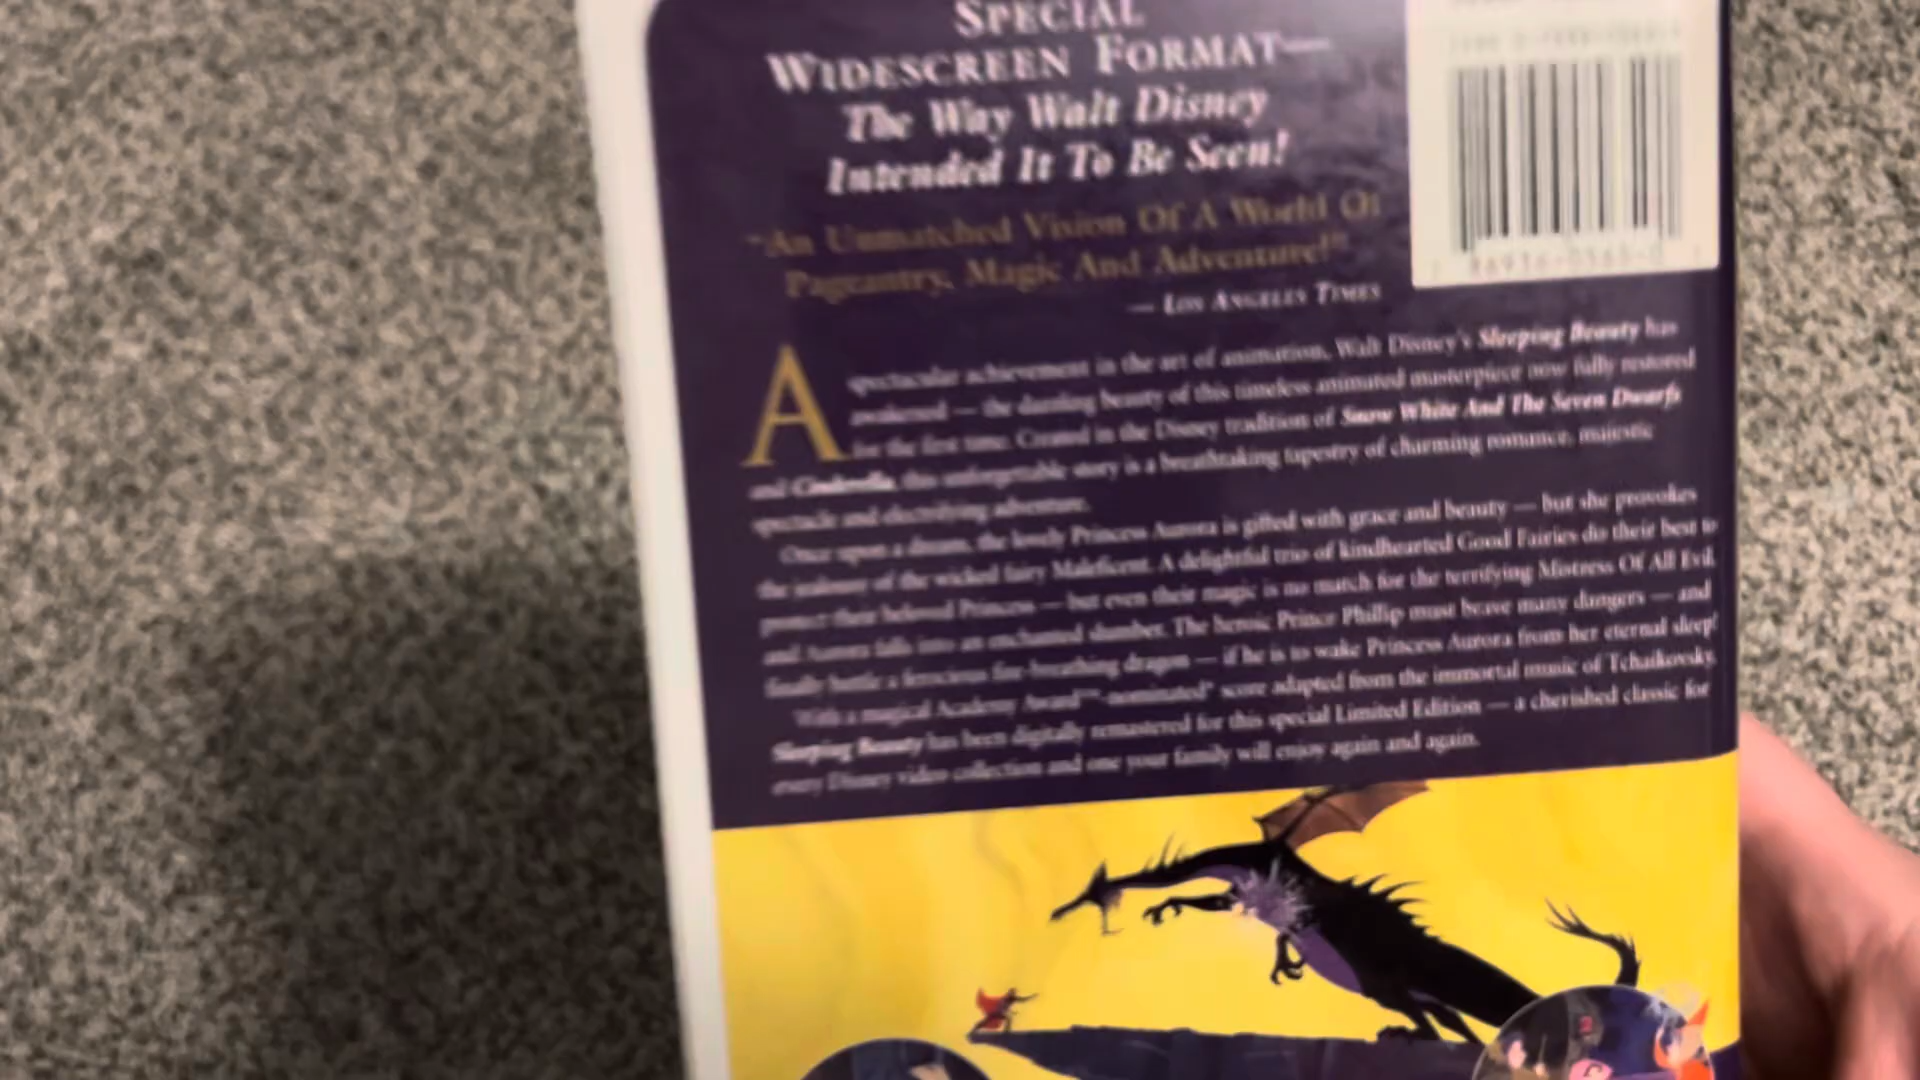 SPECIAL
WIDESCREEN FORMAT—
The Way Walt Disney
Intended It To Be Seen!
"An Unmatched Vision Of A World Of
Pageantry, Magic And Adventure!"
— LOS ANGELES TIMES
A spectacular achievement in the art of animation, Walt Disney's Sleeping Beauty has
awakened — the dazzling beauty of this timeless animated masterpiece now fully restored
for the first time. Created in the Disney tradition of Snow White And The Seven Dwarfs
and Cinderella, this unforgettable story is a breathtaking tapestry of charming romance, majestic
spectacle and electrifying adventure.
Once upon a dream, the lovely Princess Aurora is gifted with grace and beauty — but she provokes
the jealousy of the wicked fairy Maleficent. A delightful trio of kindhearted Good Fairies do their best to
protect their beloved Princess — but even their magic is no match for the terrifying Mistress Of All Evil,
and Aurora falls into an enchanted slumber. The heroic Prince Phillip must brave many dangers — and
finally battle a ferocious fire-breathing dragon — if he is to wake Princess Aurora from her eternal sleep!
With a magical Academy Award™-nominated* score adapted from the immortal music of Tchaikovsky,
Sleeping Beauty has been digitally remastered for this special Limited Edition — a cherished classic for
every Disney video collection and one your family will enjoy again and again.